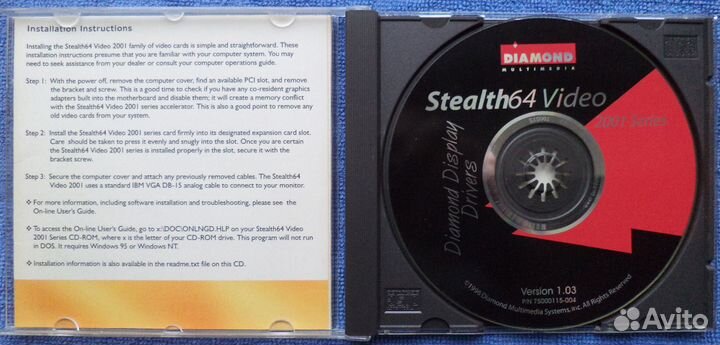 Installation Instructions
Installing the Stealth64 Video 2001 family of video cards is simple and straightforward. These
installation instructions presume that you are familiar with your computer system. You may
need to seek assistance from your dealer or consult your computer operations guide.
Step 1: With the power off, remove the computer cover, find an available PCI slot, and remove
the bracket and screw. This is a good time to check if you have any co-resident graphics
adapters built into the motherboard and disable them; it will create a memory conflict
with the Stealth64 Video 2001 series accelerator. This is also a good point to remove any
old video cards from your system.
Step 2: Install the Stealth64 Video 2001 series card firmly into its designated expansion card slot.
Care should be taken to press it evenly and snugly into the slot. Once you are certain
the Stealth64 Video 2001 series is installed properly in the slot, secure it with the
bracket screw.
Step 3: Secure the computer cover and attach any previously removed cables. The Stealth64
Video 2001 uses a standard IBM VGA DB-15 analog cable to connect to your monitor.
❖ For more information, including software installation and troubleshooting, please see the
On-line User's Guide.
❖ To access the On-line User's Guide, go to x:\DOC\ONLNGD.HLP on your Stealth64 Video
2001 Series CD-ROM, where x is the letter of your CD-ROM drive. This program will not run
in DOS. It requires Windows 95 or Windows NT.
❖ Installation information is also available in the readme.txt file on this CD.
DIAMOND
MULTIMEDIA
Stealth64 Video
2001 Series
Diamond Display
Drivers
Version 1.03
P/N 75000115-004
©1996 Diamond Multimedia Systems, Inc. All Rights Reserved
Avito